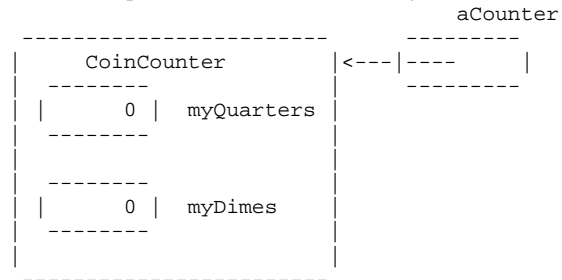 aCounter
------------------------ ---------
| CoinCounter |<---|---- |
| -------- | ---------
| | 0 | myQuarters |
| -------- |
| |
| -------- |
| | 0 | myDimes |
| -------- |
| |
------------------------